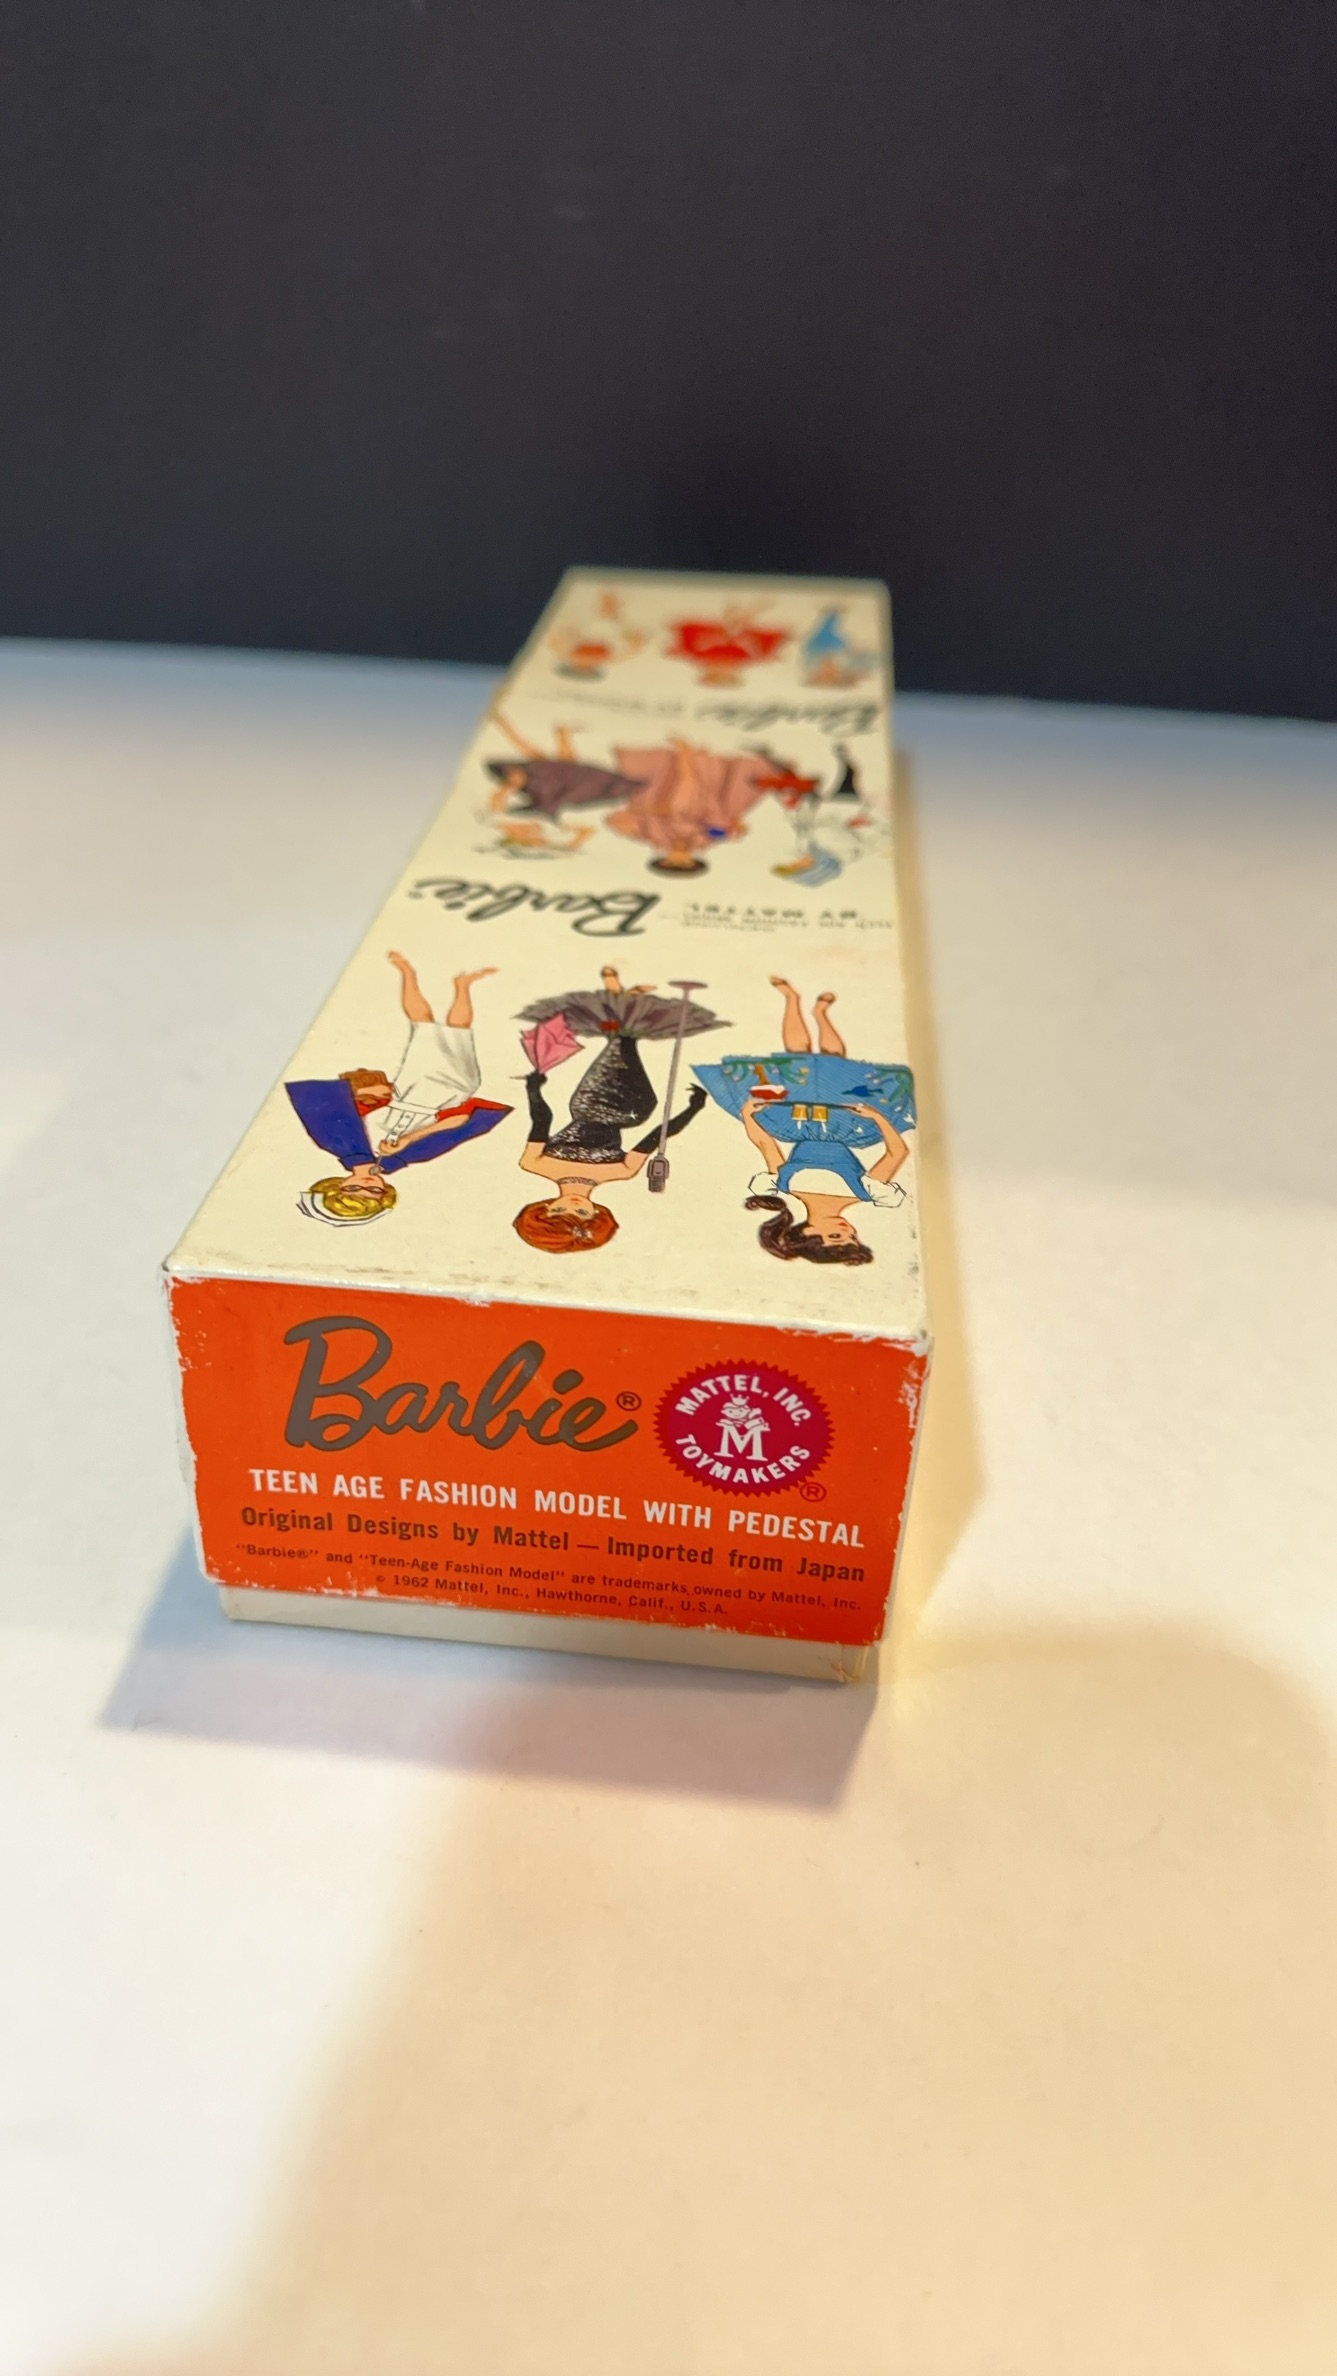 Barbie
Barbie
BY MATTEL
Barbie®
MATTEL, INC.
M
TOYMAKERS
®
TEEN AGE FASHION MODEL WITH PEDESTAL
Original Designs by Mattel — Imported from Japan
"Barbie®" and "Teen-Age Fashion Model" are trademarks owned by Mattel, Inc.
© 1962 Mattel, Inc., Hawthorne, Calif., U.S.A.